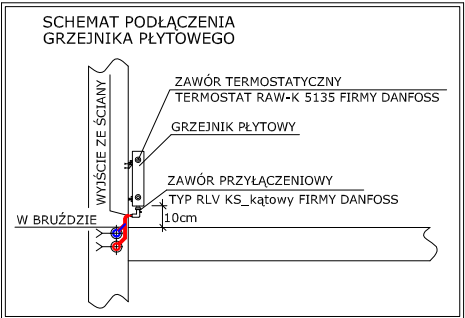 SCHEMAT PODŁĄCZENIA
GRZEJNIKA PŁYTOWEGO
ZAWÓR TERMOSTATYCZNY
TERMOSTAT RAW-K 5135 FIRMY DANFOSS
GRZEJNIK PŁYTOWY
WYJŚCIE ZE ŚCIANY
ZAWÓR PRZYŁĄCZENIOWY
TYP RLV KS_kątowy FIRMY DANFOSS
W BRUŹDZIE
10cm